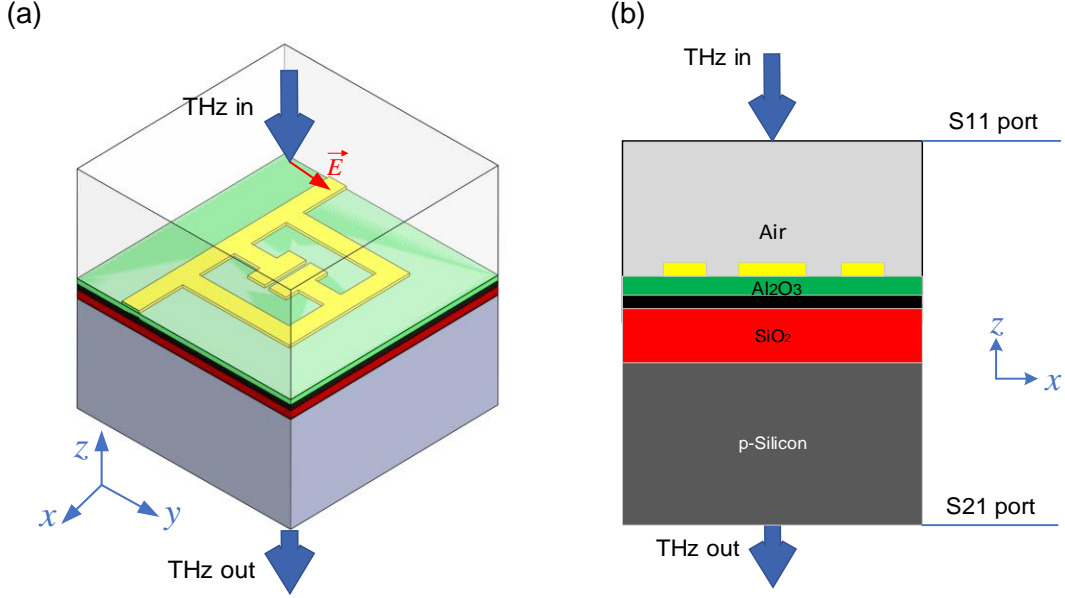 (a)
THz in
E
z
x
y
THz out
(b)
THz in
S11 port
Air
Al2O3
SiO2
z
x
p-Silicon
S21 port
THz out